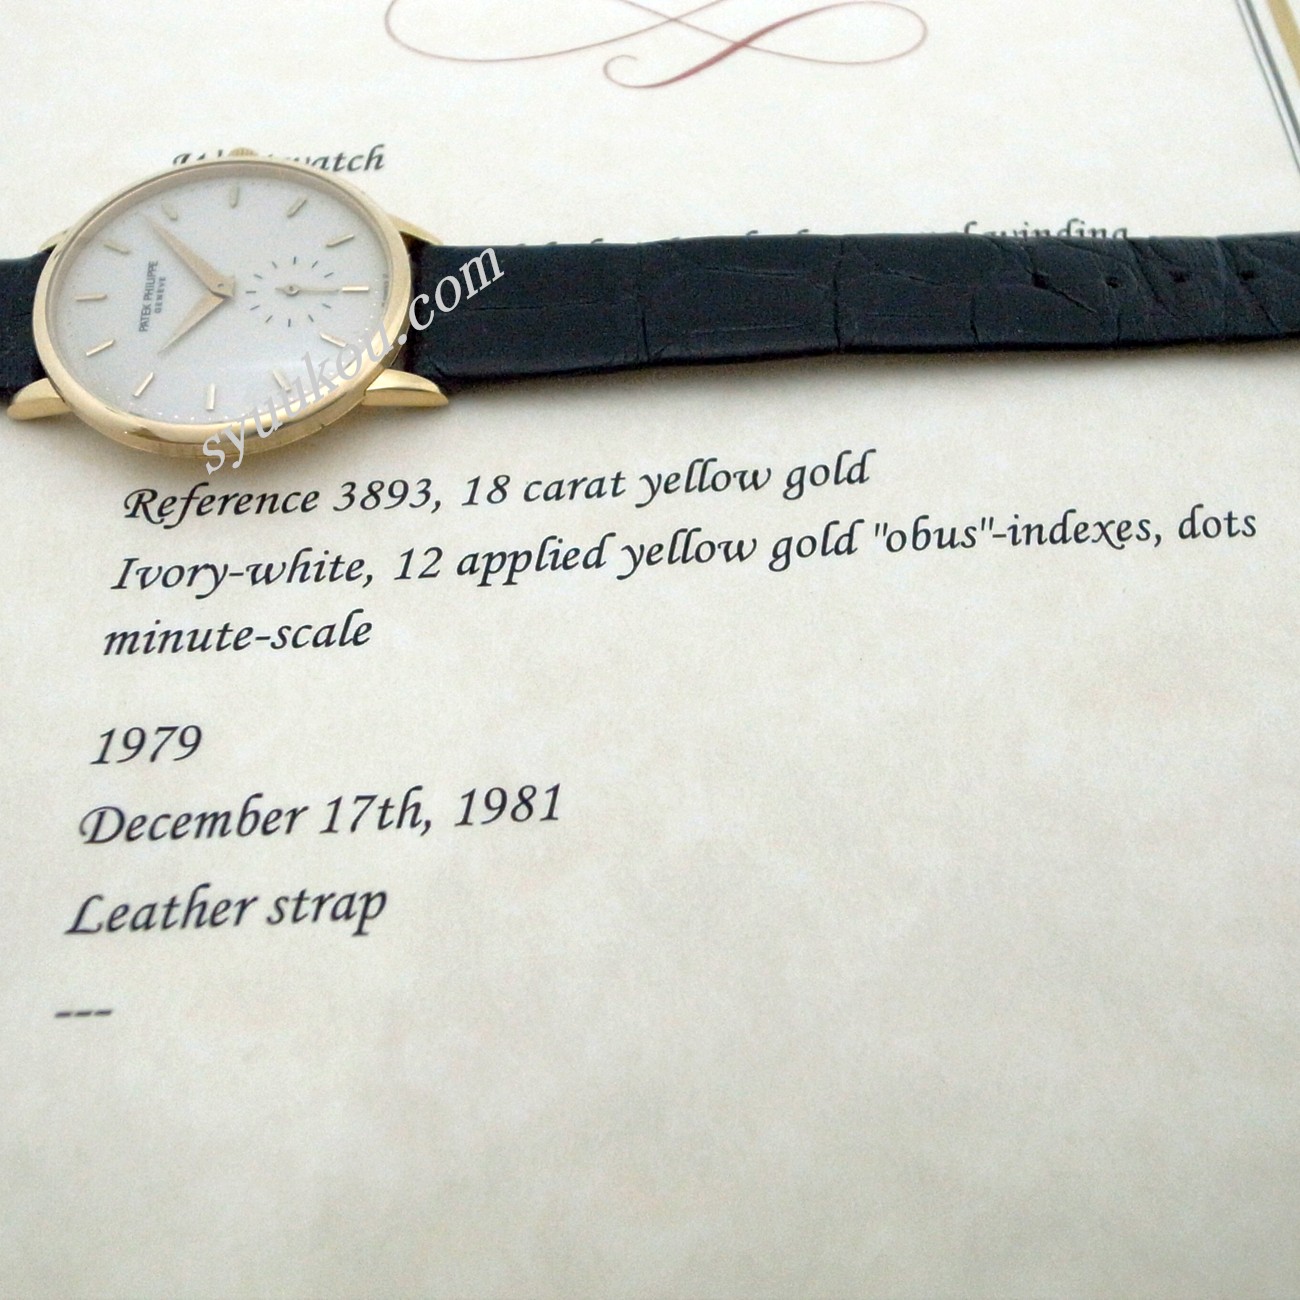 winding
PATEK PHILIPPE
GENEVE
syuukou.com
Reference 3893, 18 carat yellow gold
Ivory-white, 12 applied yellow gold "obus"-indexes, dots
minute-scale
1979
December 17th, 1981
Leather strap
---